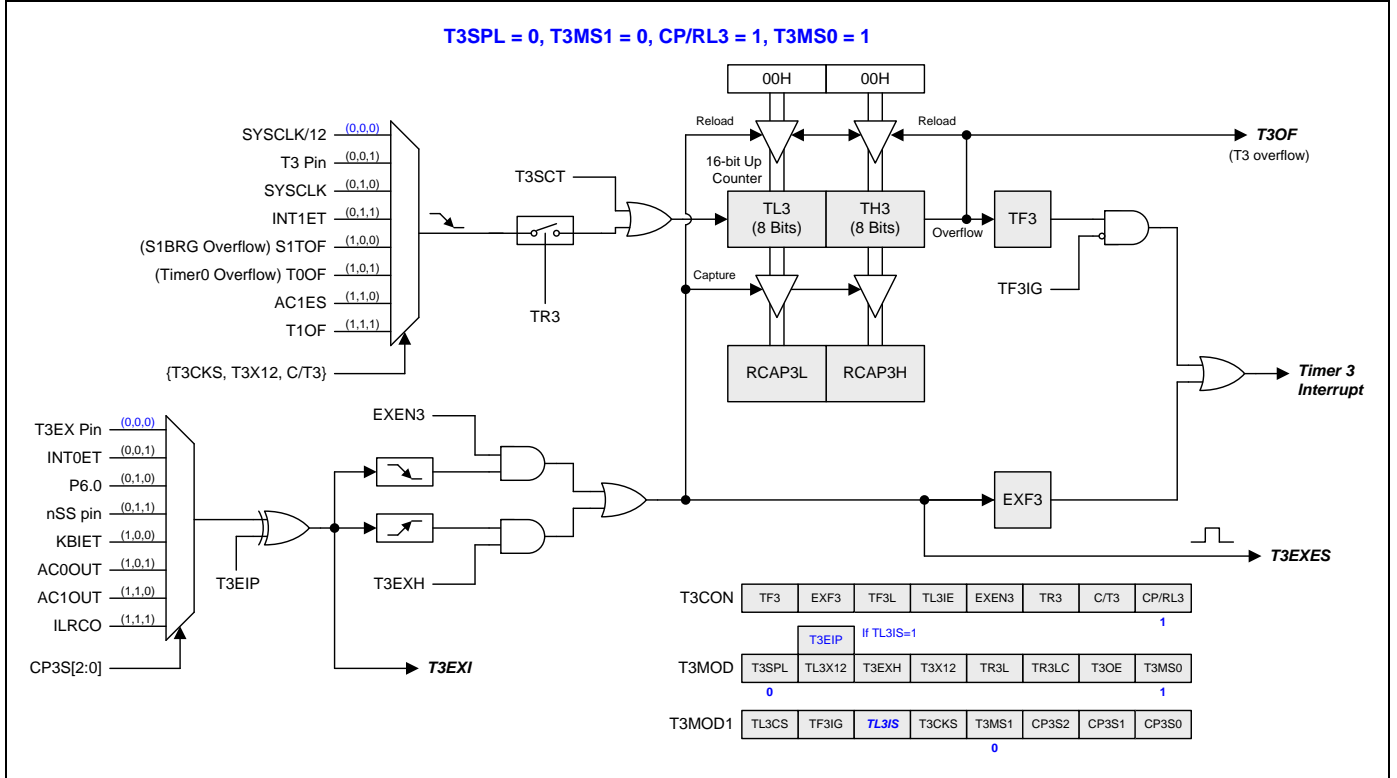 T3SPL = 0, T3MS1 = 0, CP/RL3 = 1, T3MS0 = 1
00H 00H
Reload Reload
SYSCLK/12 (0,0,0)
T3OF
(T3 overflow)
T3 Pin (0,0,1)
16-bit Up
Counter
T3SCT
SYSCLK (0,1,0)
INT1ET (0,1,1)
TL3
(8 Bits)
TH3
(8 Bits)
Overflow
TF3
(S1BRG Overflow) S1TOF (1,0,0)
(Timer0 Overflow) T0OF (1,0,1)
Capture
TF3IG
AC1ES (1,1,0)
TR3
T1OF (1,1,1)
{T3CKS, T3X12, C/T3}
RCAP3L RCAP3H
Timer 3
Interrupt
EXEN3
T3EX Pin (0,0,0)
INT0ET (0,0,1)
P6.0 (0,1,0)
nSS pin (0,1,1)
KBIET (1,0,0)
AC0OUT (1,0,1)
AC1OUT (1,1,0)
ILRCO (1,1,1)
CP3S[2:0]
T3EIP
T3EXH
EXF3
T3EXES
T3EXI
T3CON TF3 EXF3 TF3L TL3IE EXEN3 TR3 C/T3 CP/RL3
1
T3EIP If TL3IS=1
T3MOD T3SPL TL3X12 T3EXH T3X12 TR3L TR3LC T3OE T3MS0
0 1
T3MOD1 TL3CS TF3IG TL3IS T3CKS T3MS1 CP3S2 CP3S1 CP3S0
0